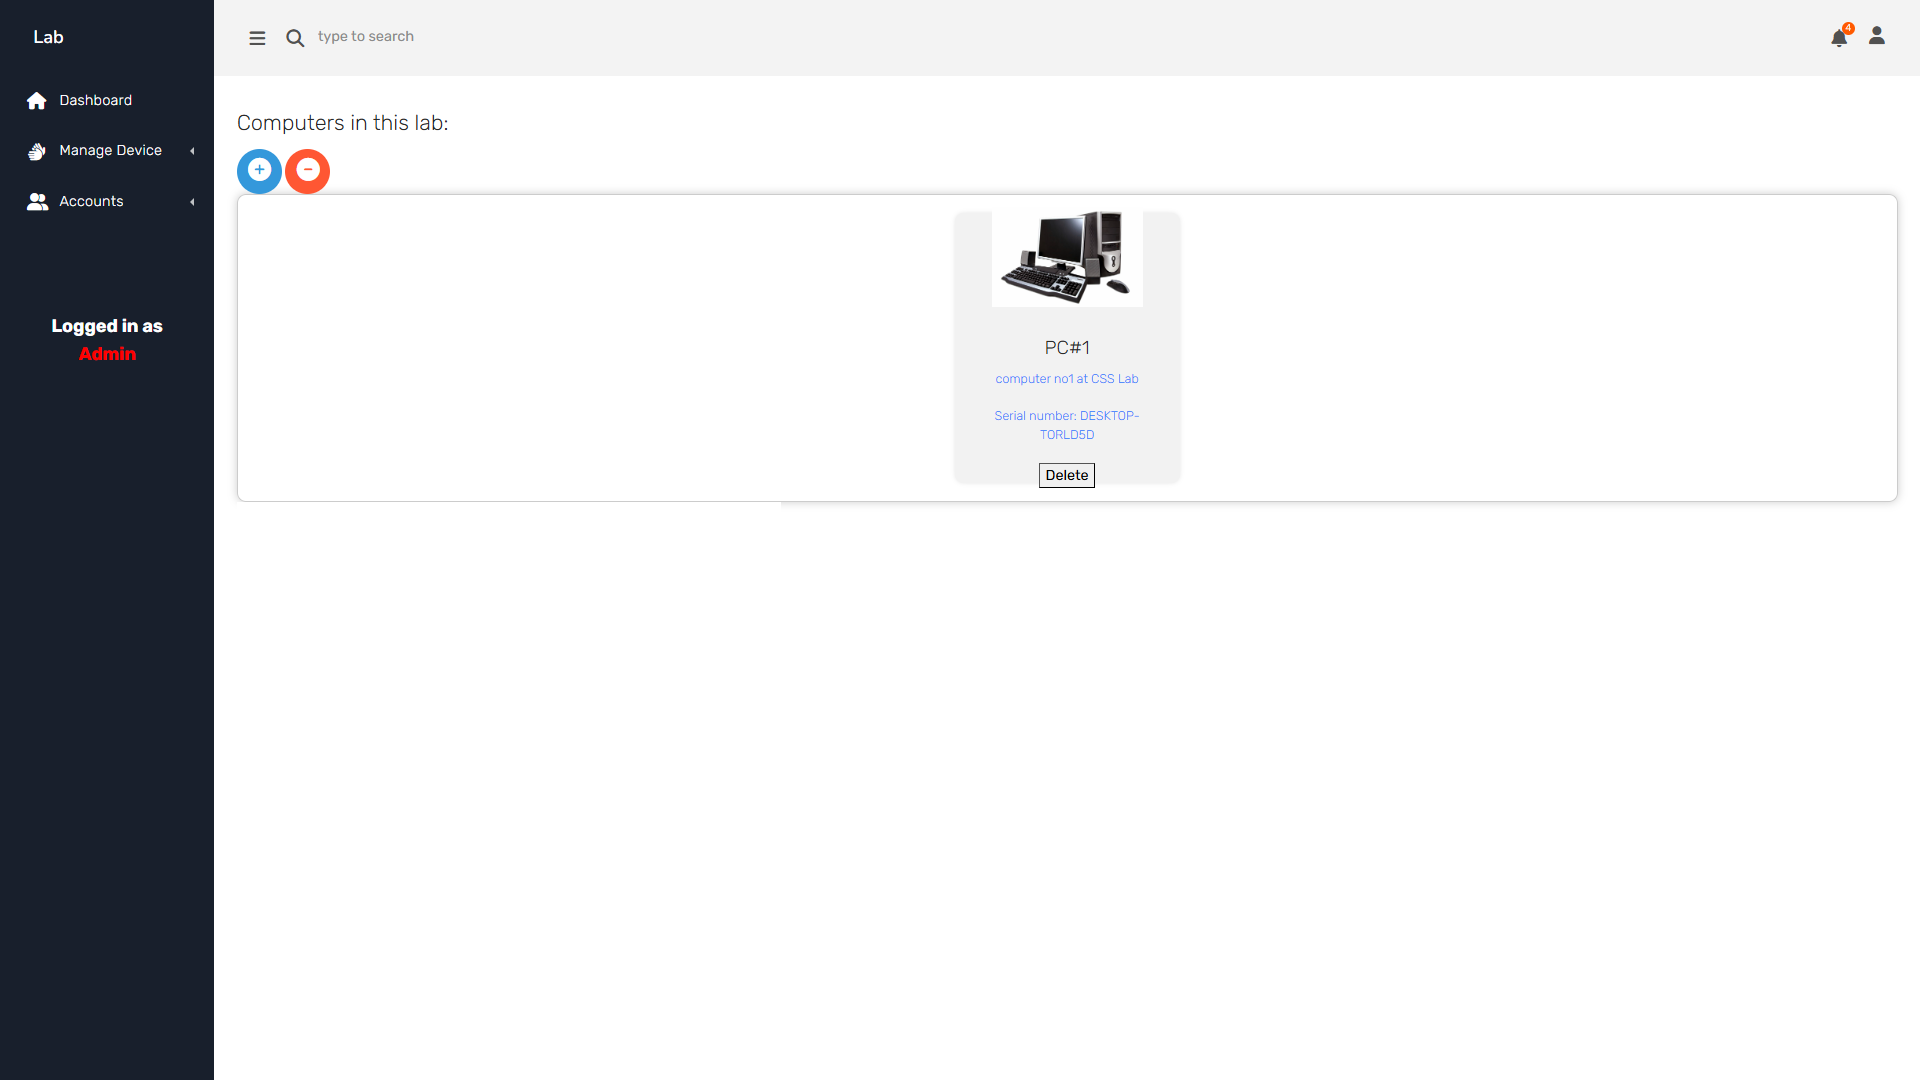 Lab
type to search
4
Dashboard
Manage Device
Accounts
Logged in as
Admin
Computers in this lab:
+
−
PC#1
computer no1 at CSS Lab
Serial number: DESKTOP-
T0RLD5D
Delete